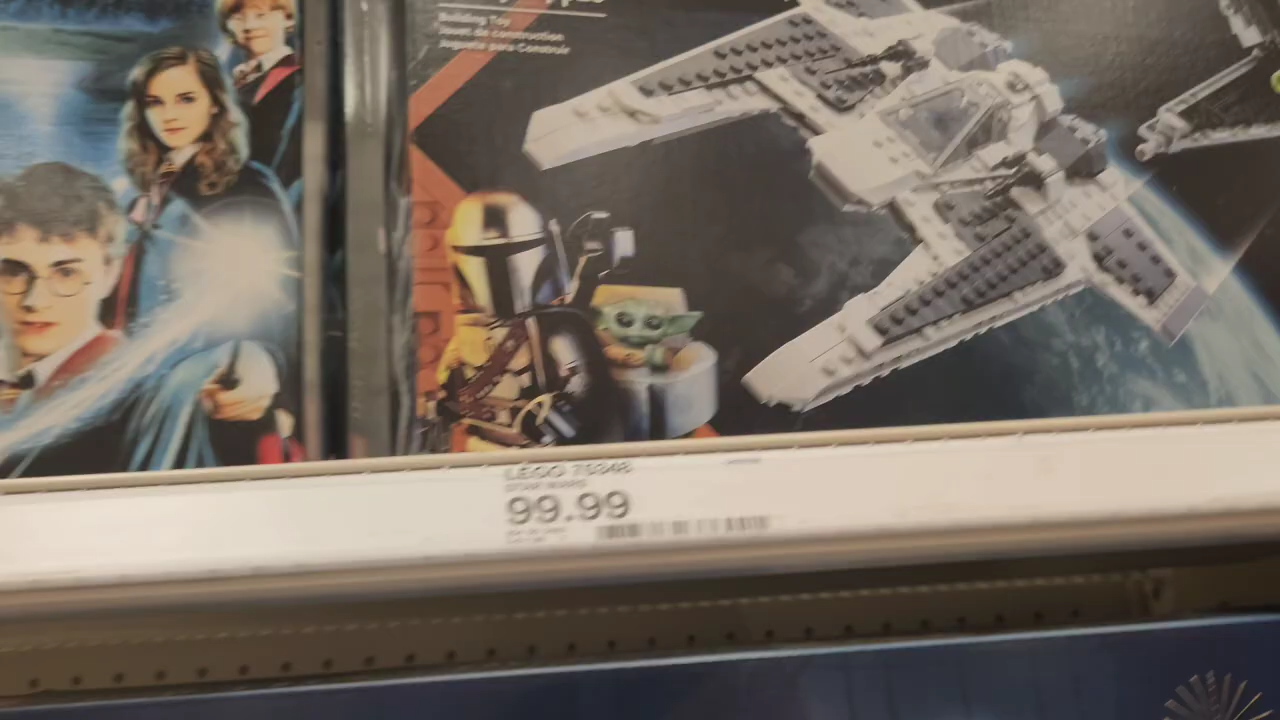 Building Toy
Jouet de construction
Juguete para Construir
LEGO 75348
STAR WARS
99.99